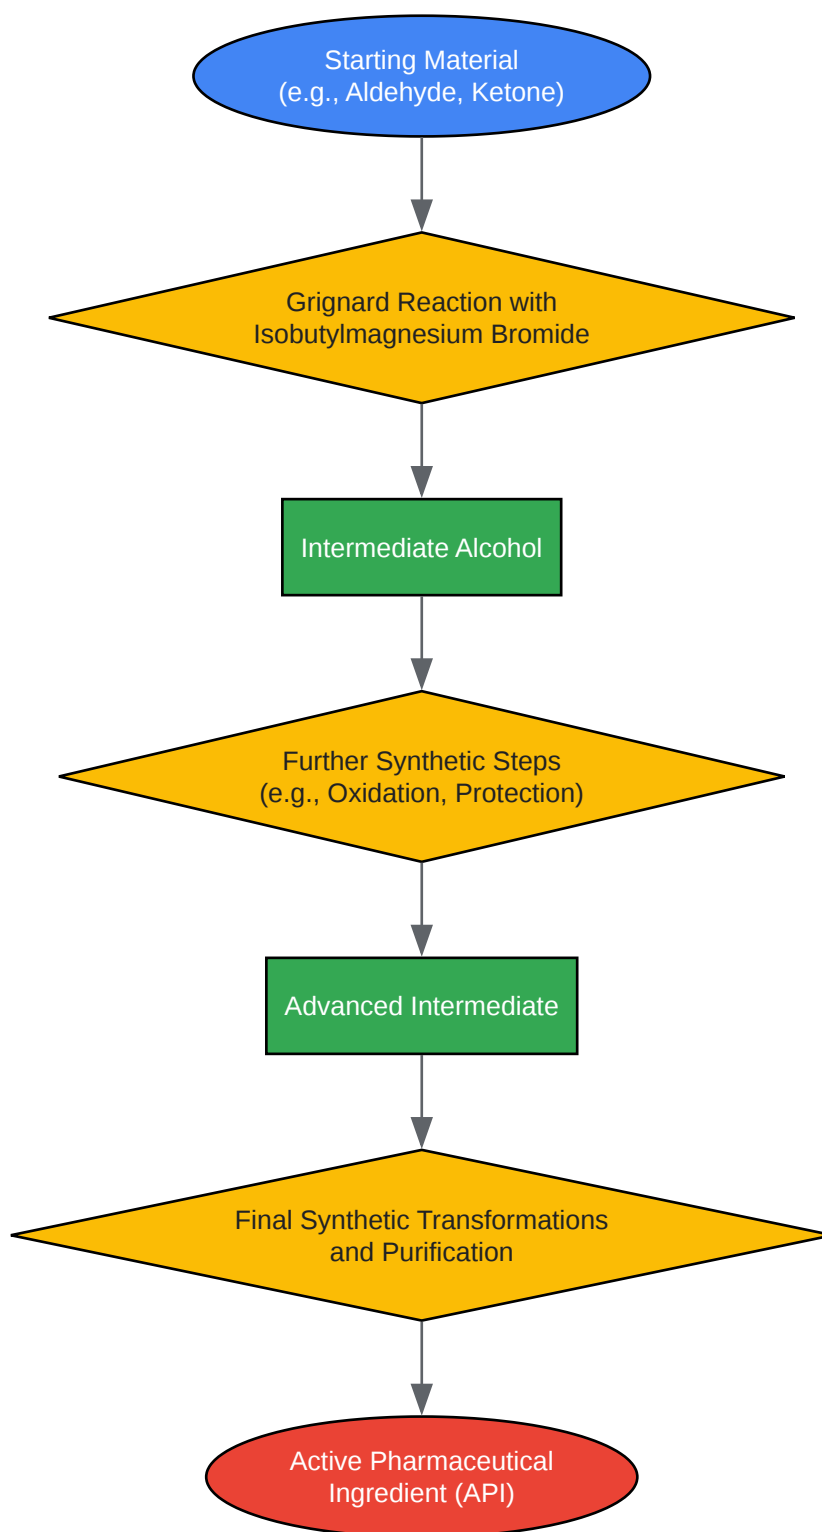 Starting Material
(e.g., Aldehyde, Ketone)
Grignard Reaction with
Isobutylmagnesium Bromide
Intermediate Alcohol
Further Synthetic Steps
(e.g., Oxidation, Protection)
Advanced Intermediate
Final Synthetic Transformations
and Purification
Active Pharmaceutical
Ingredient (API)